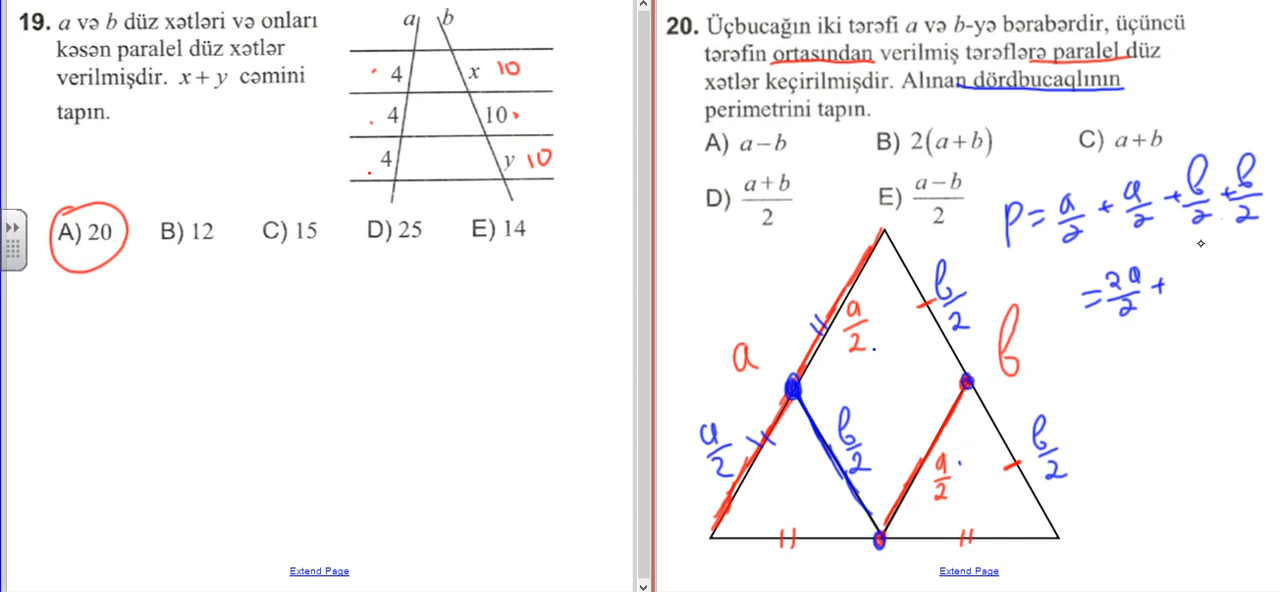 19. a və b düz xətləri və onları
kəsən paralel düz xətlər
verilmişdir. x + y cəmini
tapın.
a b
4 x 10
4 10
4 y 10
A) 20 B) 12 C) 15 D) 25 E) 14
Extend Page
20. Üçbucağın iki tərəfi a və b-yə bərabərdir, üçüncü
tərəfin ortasından verilmiş tərəflərə paralel düz
xətlər keçirilmişdir. Alınan dördbucaqlının
perimetrini tapın.
A) a − b B) 2(a + b) C) a + b
D) (a + b)/2 E) (a − b)/2
P = a/2 + a/2 + b/2 + b/2
= 2a/2 +
b/2
a/2
a b
a/2 b/2 a/2 b/2
Extend Page